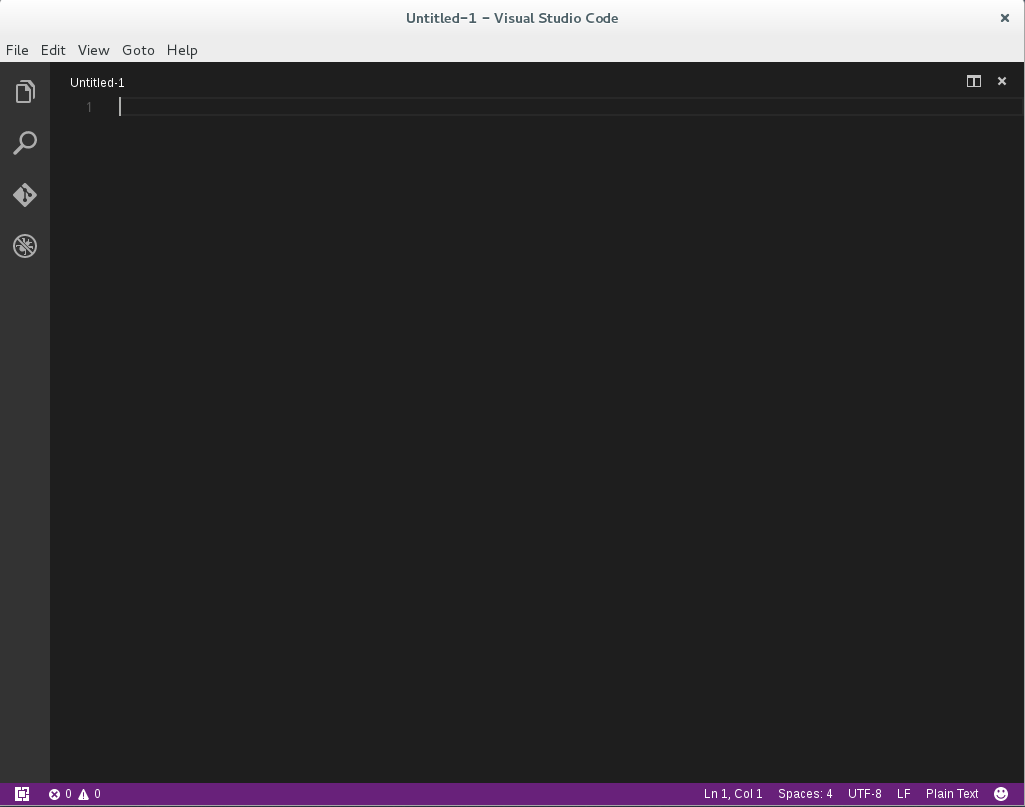 Untitled-1 - Visual Studio Code
File Edit View Goto Help
Untitled-1
1
0 0 Ln 1, Col 1 Spaces: 4 UTF-8 LF Plain Text